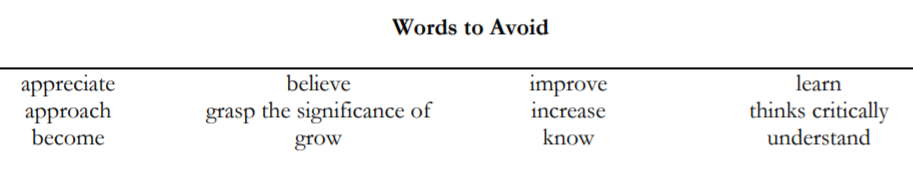 Words to Avoid
appreciate believe improve learn
approach grasp the significance of increase thinks critically
become grow know understand